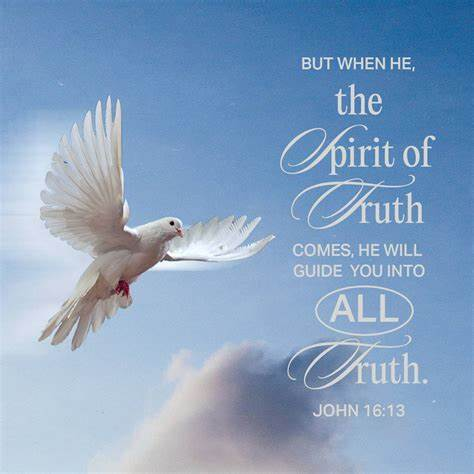 BUT WHEN HE,
the
Spirit of
Truth
COMES, HE WILL
GUIDE YOU INTO
ALL
Truth.
JOHN 16:13